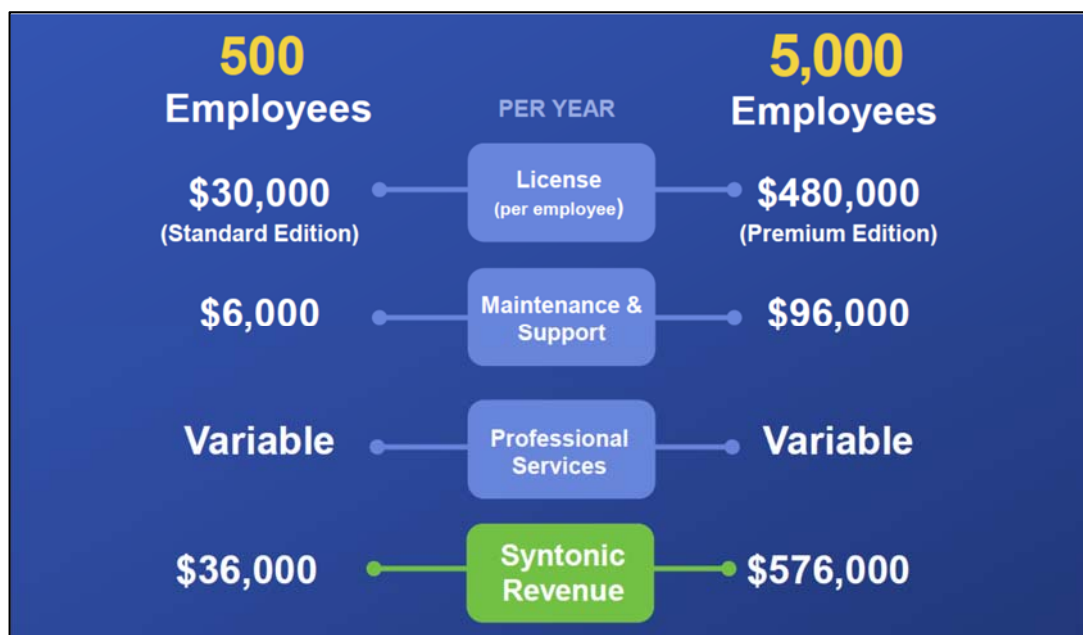 500
Employees
PER YEAR
5,000
Employees
$30,000
(Standard Edition)
License
(per employee)
$480,000
(Premium Edition)
$6,000
Maintenance &
Support
$96,000
Variable
Professional
Services
Variable
$36,000
Syntonic
Revenue
$576,000